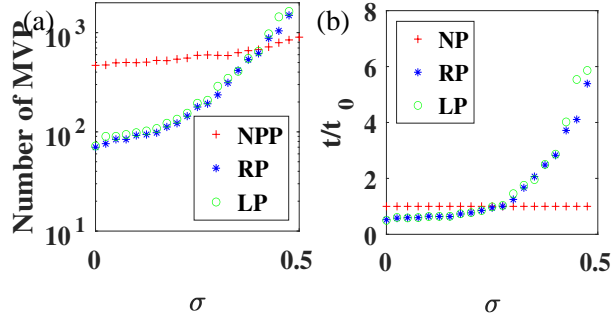 (a)
Number of MVP
10^3
10^2
10^1
NPP
RP
LP
0
0.5
σ
(b)
t/t_0
8
6
4
2
0
NP
RP
LP
0
0.5
σ